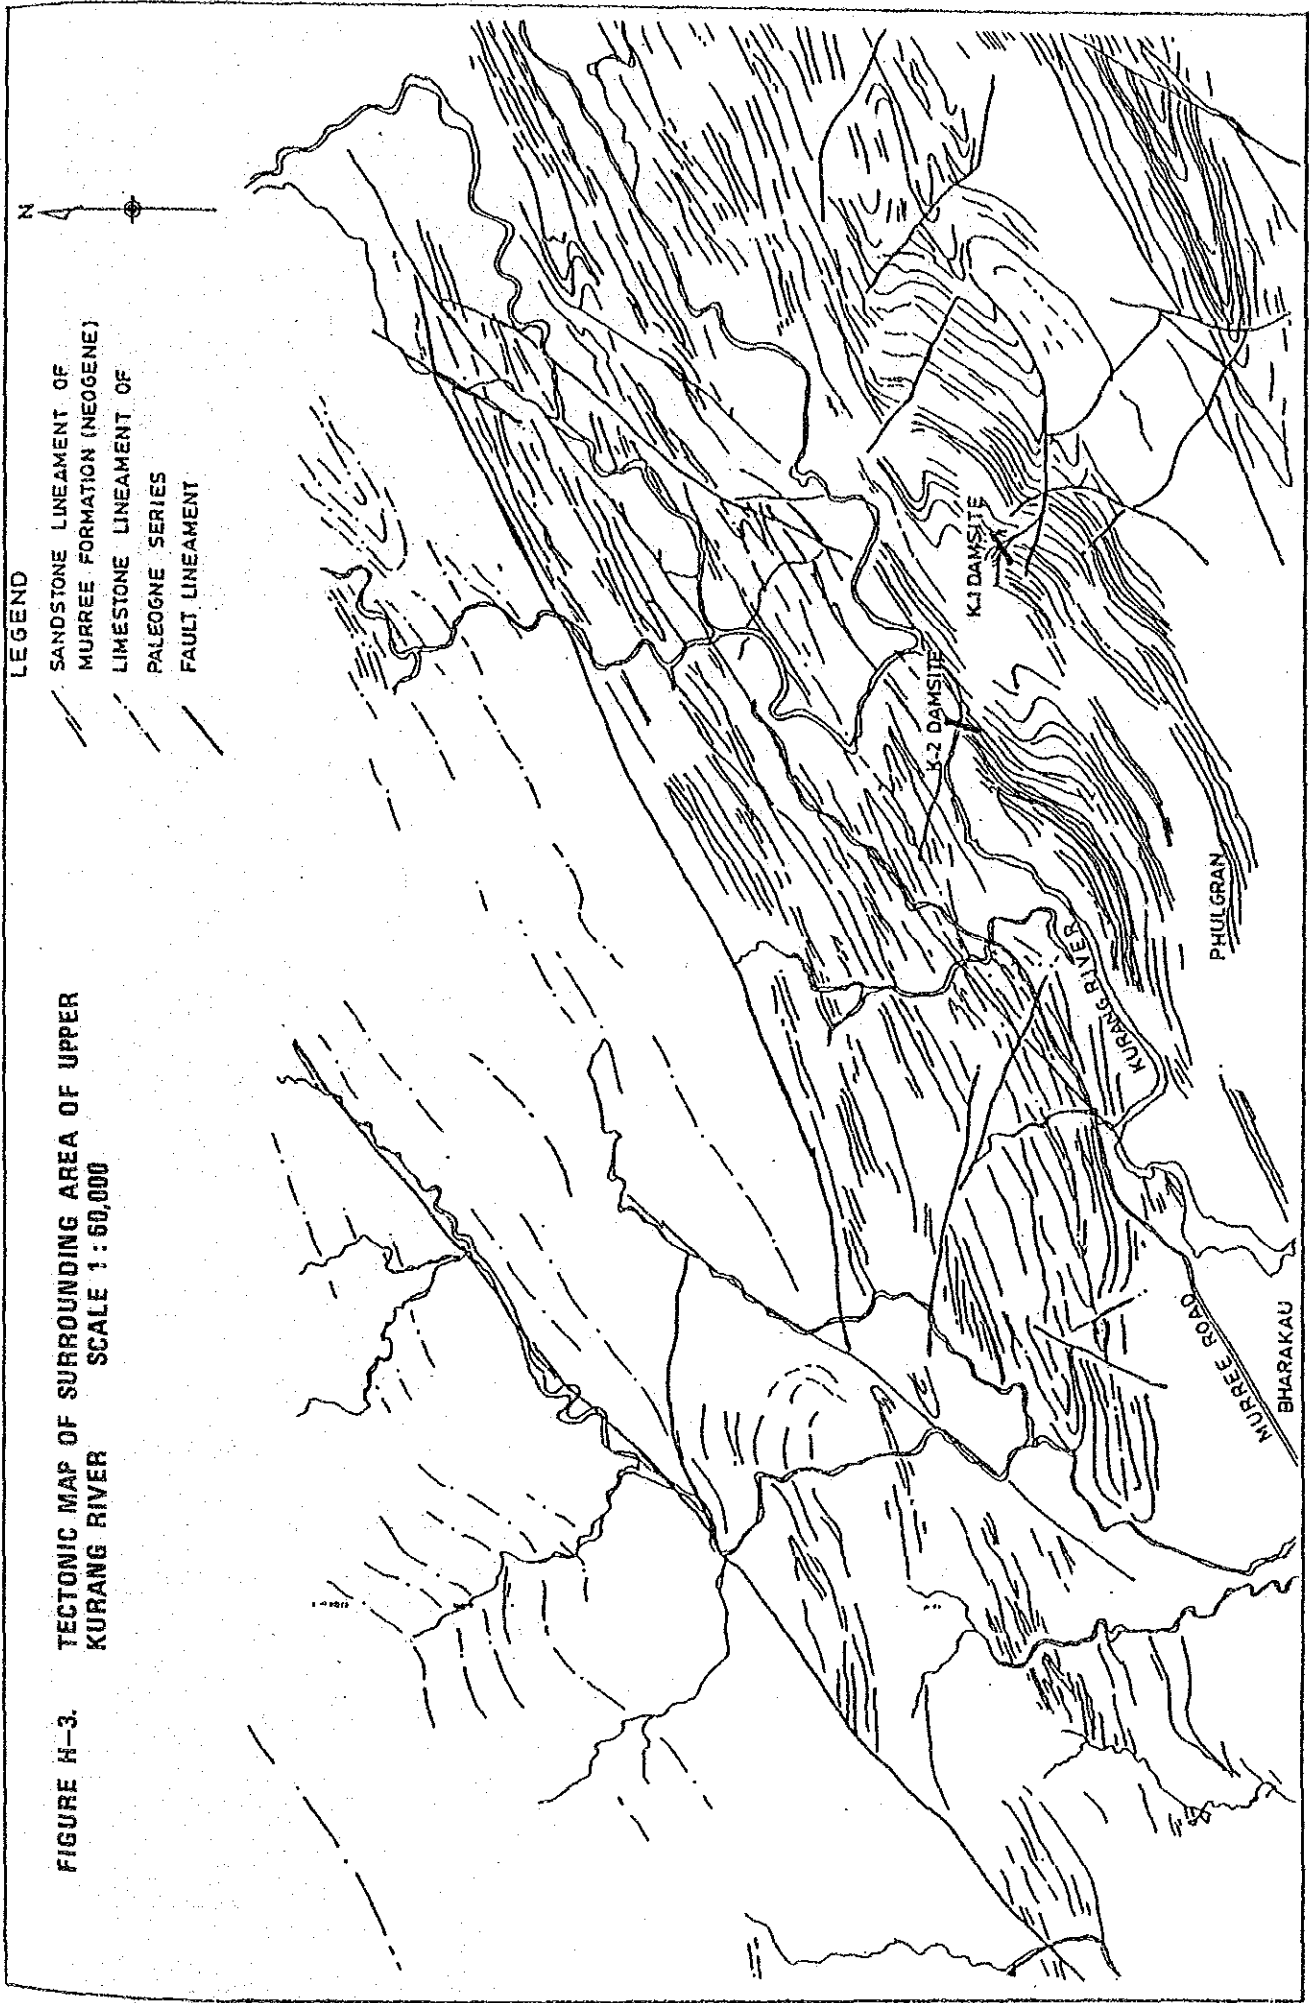 FIGURE H-3. TECTONIC MAP OF SURROUNDING AREA OF UPPER
KURANG RIVER SCALE 1:60,000
LEGEND
SANDSTONE LINEAMENT OF
MURREE FORMATION (NEOGENE)
LIMESTONE LINEAMENT OF
PALEOGNE SERIES
FAULT LINEAMENT
N
K.1 DAMSITE
K-2 DAMSITE
KURANG RIVER
PHULGRAN
MURREE ROAD
BHARAKAU